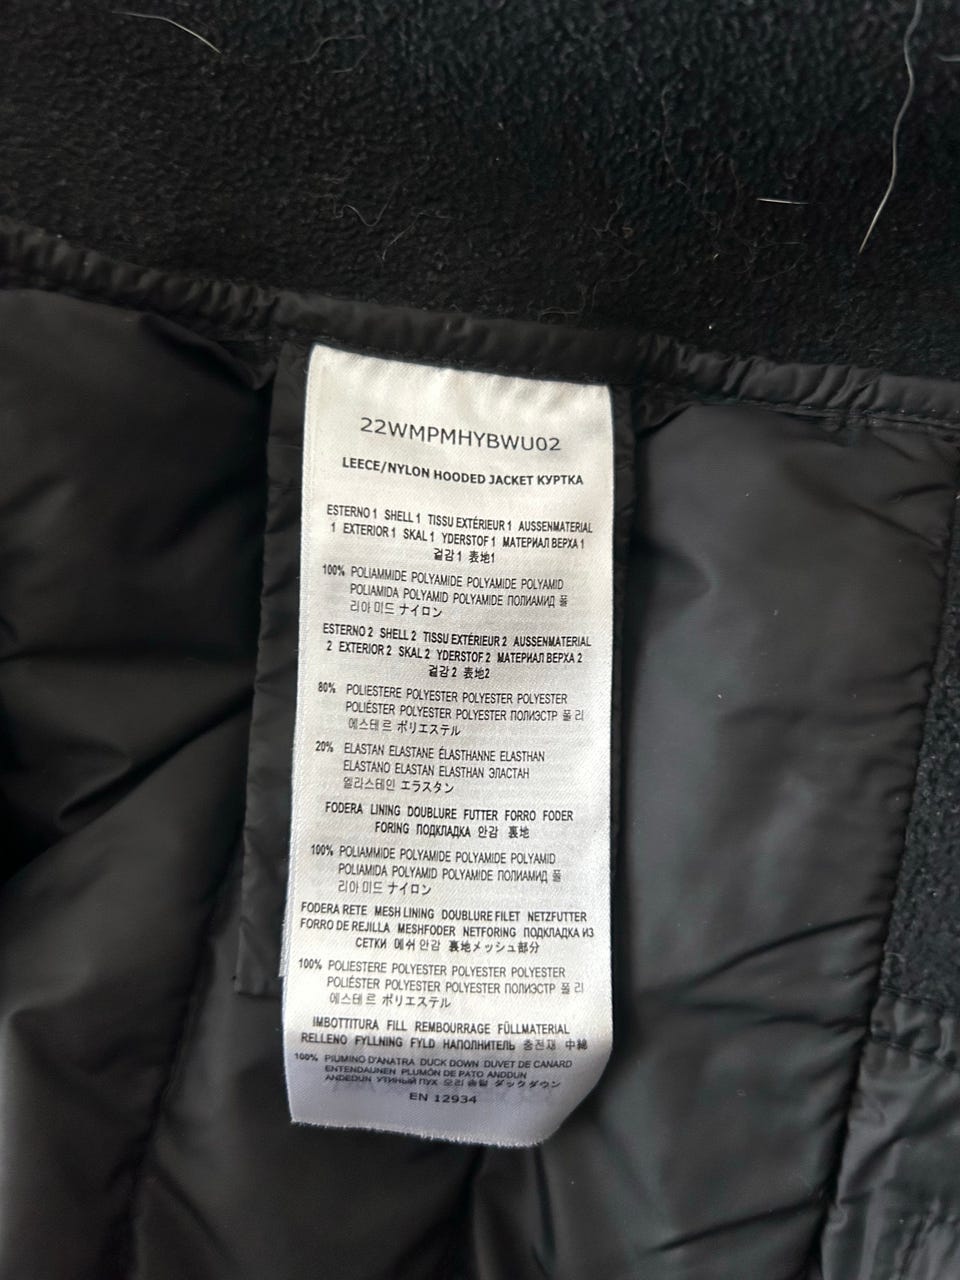 22WMPMHYBWU02
LEECE/NYLON HOODED JACKET КУРТКА
ESTERNO 1 SHELL 1 TISSU EXTÉRIEUR 1 AUSSENMATERIAL
1 EXTERIOR 1 SKAL 1 YDERSTOF 1 МАТЕРИАЛ ВЕРХА 1
겉감 1 表地1
100% POLIAMMIDE POLYAMIDE POLYAMIDE POLYAMID
POLIAMIDA POLYAMID POLYAMIDE ПОЛИАМИД 폴
리아 미드 ナイロン
ESTERNO 2 SHELL 2 TISSU EXTÉRIEUR 2 AUSSENMATERIAL
2 EXTERIOR 2 SKAL 2 YDERSTOF 2 МАТЕРИАЛ ВЕРХА 2
겉감 2 表地2
80% POLIESTERE POLYESTER POLYESTER POLYESTER
POLIÉSTER POLYESTER POLYESTER ПОЛИЭСТР 폴 리
에스테 르 ポリエステル
20% ELASTAN ELASTANE ÉLASTHANNE ELASTHAN
ELASTANO ELASTAN ELASTHAN ЭЛАСТАН
엘라스테인 エラスタン
FODERA LINING DOUBLURE FUTTER FORRO FODER
FORING ПОДКЛАДКА 안감 裏地
100% POLIAMMIDE POLYAMIDE POLYAMIDE POLYAMID
POLIAMIDA POLYAMID POLYAMIDE ПОЛИАМИД 폴
리아 미드 ナイロン
FODERA RETE MESH LINING DOUBLURE FILET NETZFUTTER
FORRO DE REJILLA MESHFODER NETFORING ПОДКЛАДКА ИЗ
СЕТКИ 메쉬 안감 裏地メッシュ部分
100% POLIESTERE POLYESTER POLYESTER POLYESTER
POLIÉSTER POLYESTER POLYESTER ПОЛИЭСТР 폴 리
에스테 르 ポリエステル
IMBOTTITURA FILL REMBOURRAGE FÜLLMATERIAL
RELLENO FYLLNING FYLD НАПОЛНИТЕЛЬ 충전재 中綿
100% PIUMINO D'ANATRA DUCK DOWN DUVET DE CANARD
ENTENDAUNEN PLUMÓN DE PATO ANDDUN
ANDEDUN УТИНЫЙ ПУХ 오리 솜털 ダックダウン
EN 12934